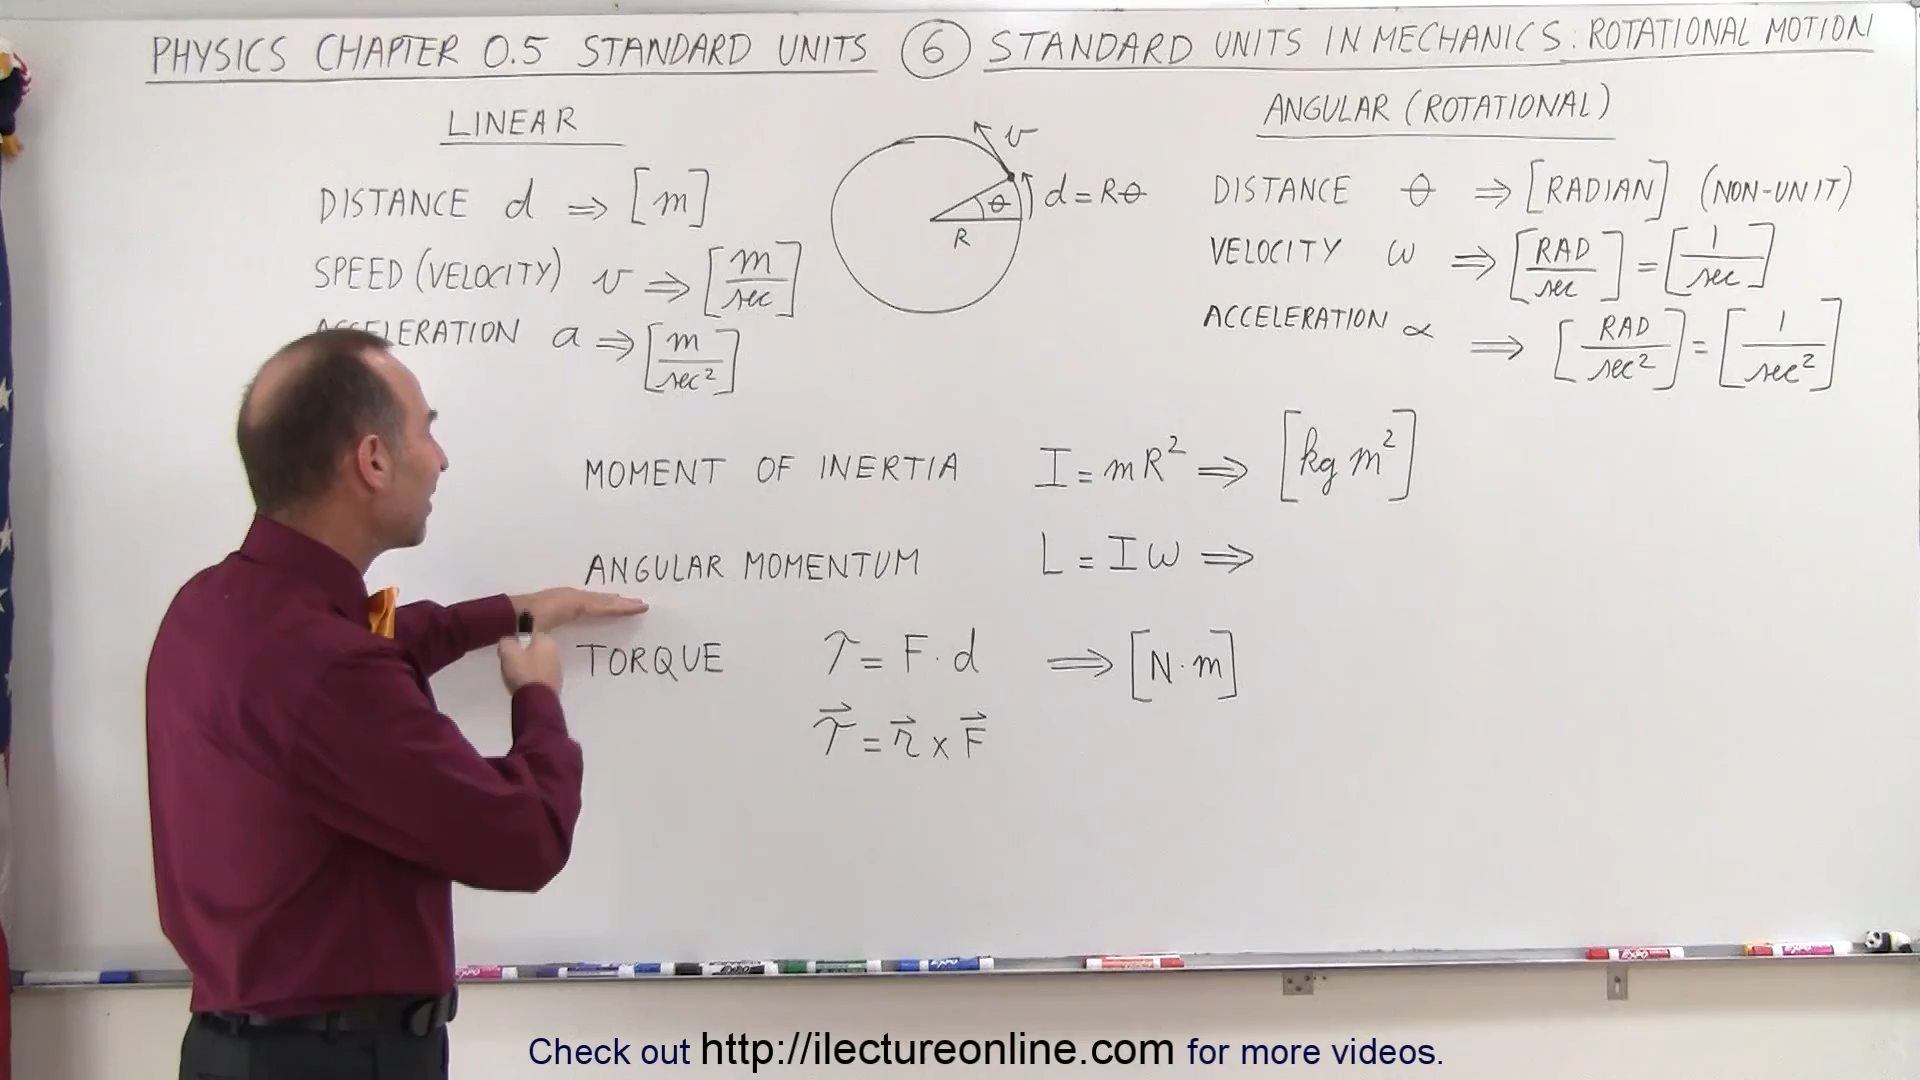 PHYSICS CHAPTER 0.5 STANDARD UNITS 6 STANDARD UNITS IN MECHANICS: ROTATIONAL MOTION
LINEAR
DISTANCE d ⇒ [m]
SPEED (VELOCITY) v ⇒ [m/sec]
ACCELERATION a ⇒ [m/sec²]
v
θ
R
d = Rθ
ANGULAR (ROTATIONAL)
DISTANCE θ ⇒ [RADIAN] (NON-UNIT)
VELOCITY ω ⇒ [RAD/sec] = [1/sec]
ACCELERATION α ⇒ [RAD/sec²] = [1/sec²]
MOMENT OF INERTIA I = mR² ⇒ [kg m²]
ANGULAR MOMENTUM L = Iω ⇒
TORQUE τ = F · d ⇒ [N · m]
τ⃗ = r⃗ × F⃗
Check out http://ilectureonline.com for more videos.